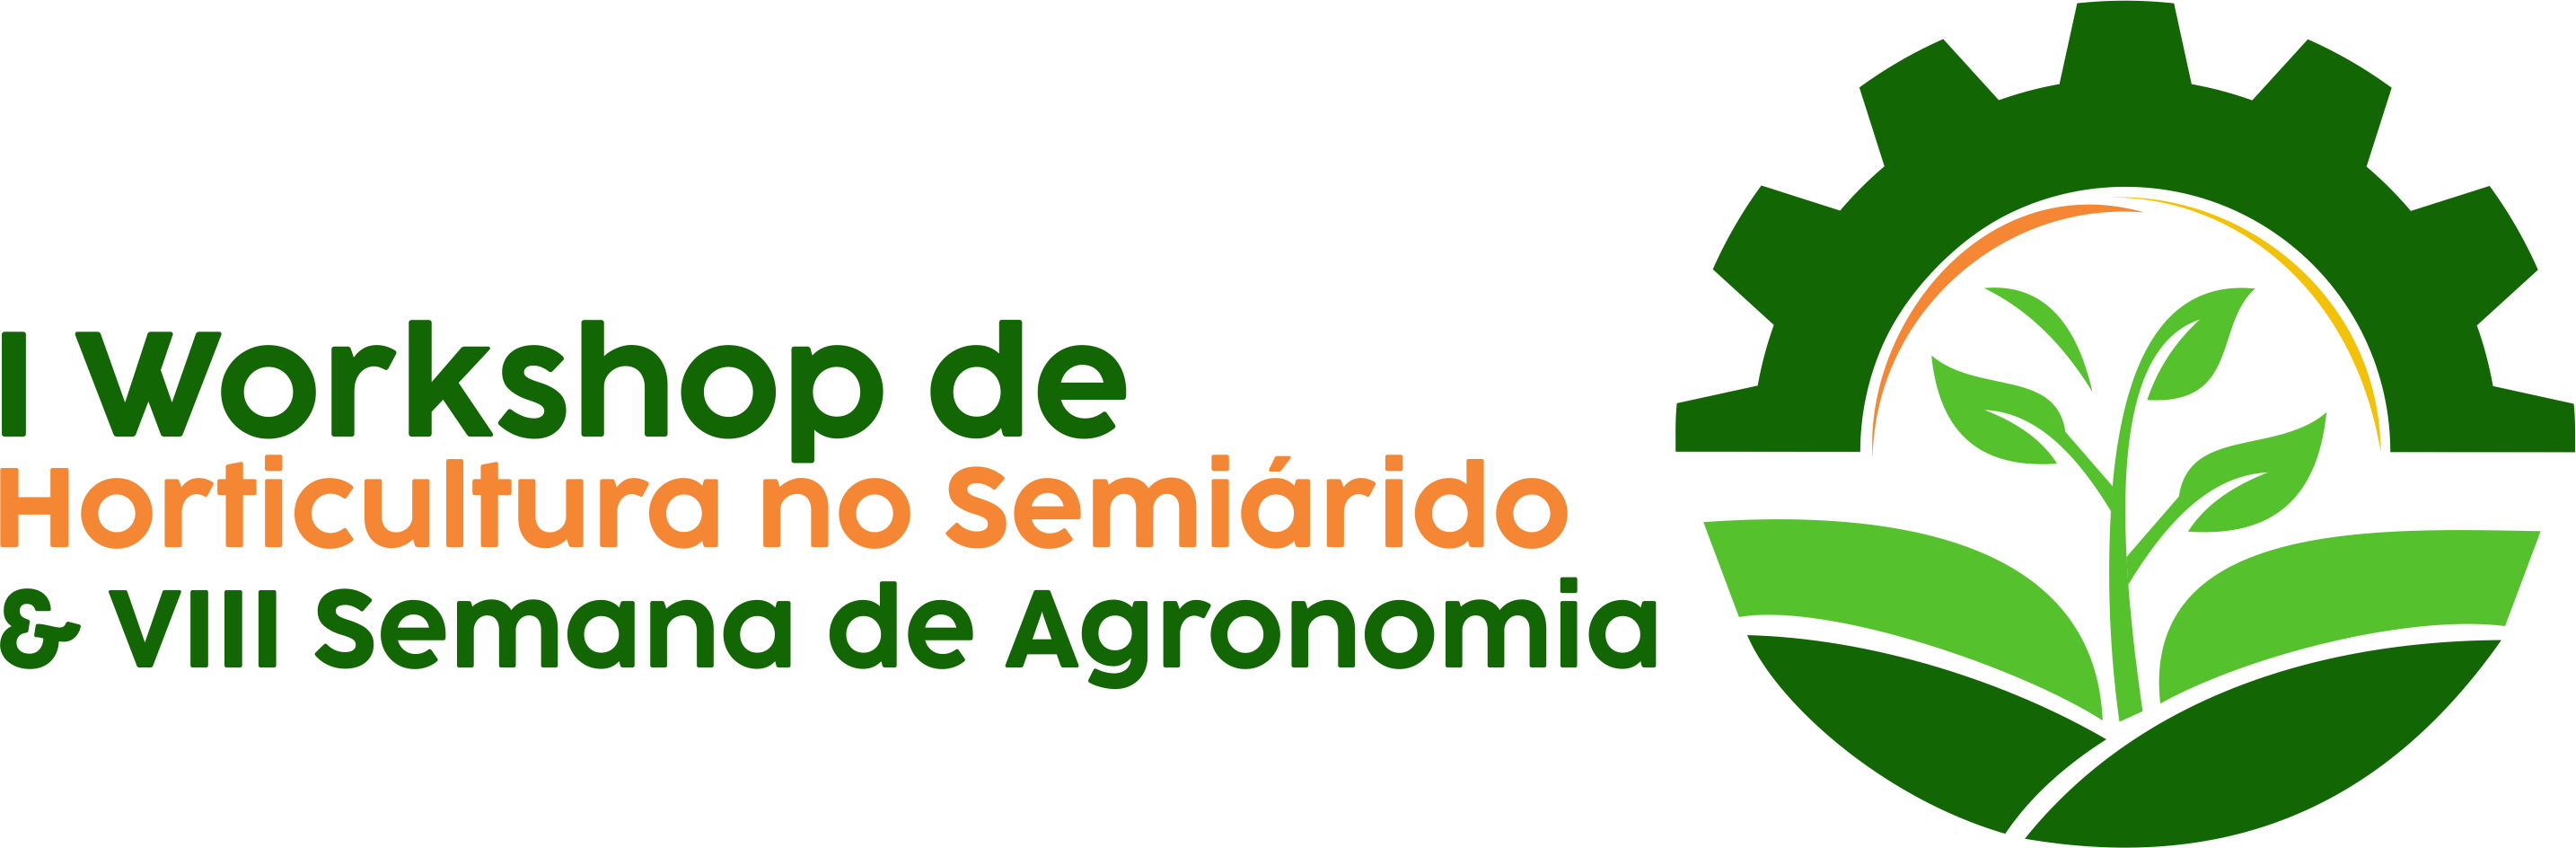 I Workshop de
Horticultura no Semiárido
& VIII Semana de Agronomia